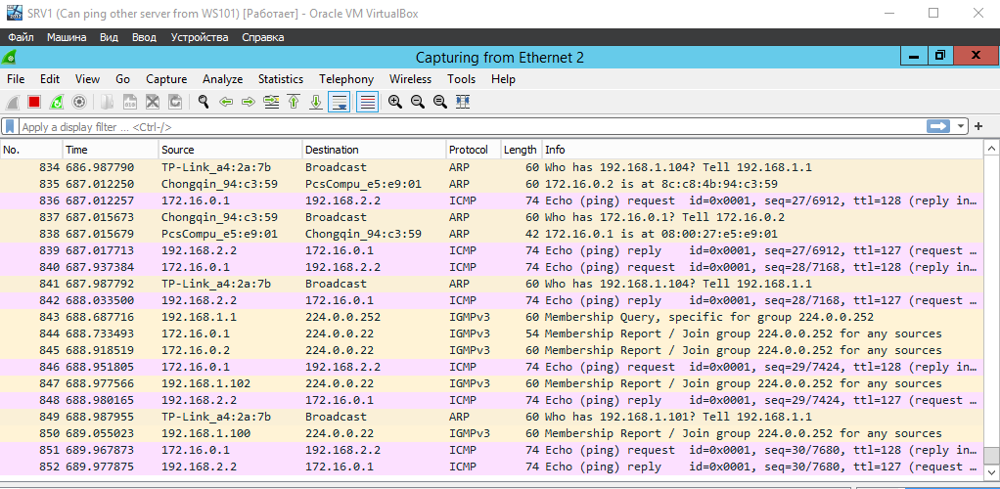 SRV1 (Can ping other server from WS101) [Работает] - Oracle VM VirtualBox
Файл Машина Вид Ввод Устройства Справка
Capturing from Ethernet 2
File Edit View Go Capture Analyze Statistics Telephony Wireless Tools Help
Apply a display filter ... <Ctrl-/>
No. Time Source Destination Protocol Length Info
834 686.987790 TP-Link_a4:2a:7b Broadcast ARP 60 Who has 192.168.1.104? Tell 192.168.1.1
835 687.012250 Chongqin_94:c3:59 PcsCompu_e5:e9:01 ARP 60 172.16.0.2 is at 8c:c8:4b:94:c3:59
836 687.012257 172.16.0.1 192.168.2.2 ICMP 74 Echo (ping) request id=0x0001, seq=27/6912, ttl=128 (reply in…
837 687.015673 Chongqin_94:c3:59 Broadcast ARP 60 Who has 172.16.0.1? Tell 172.16.0.2
838 687.015679 PcsCompu_e5:e9:01 Chongqin_94:c3:59 ARP 42 172.16.0.1 is at 08:00:27:e5:e9:01
839 687.017713 192.168.2.2 172.16.0.1 ICMP 74 Echo (ping) reply id=0x0001, seq=27/6912, ttl=127 (request …
840 687.937384 172.16.0.1 192.168.2.2 ICMP 74 Echo (ping) request id=0x0001, seq=28/7168, ttl=128 (reply in…
841 687.987792 TP-Link_a4:2a:7b Broadcast ARP 60 Who has 192.168.1.104? Tell 192.168.1.1
842 688.033500 192.168.2.2 172.16.0.1 ICMP 74 Echo (ping) reply id=0x0001, seq=28/7168, ttl=127 (request …
843 688.687716 192.168.1.1 224.0.0.252 IGMPv3 60 Membership Query, specific for group 224.0.0.252
844 688.733493 172.16.0.1 224.0.0.22 IGMPv3 54 Membership Report / Join group 224.0.0.252 for any sources
845 688.918519 172.16.0.2 224.0.0.22 IGMPv3 60 Membership Report / Join group 224.0.0.252 for any sources
846 688.951805 172.16.0.1 192.168.2.2 ICMP 74 Echo (ping) request id=0x0001, seq=29/7424, ttl=128 (reply in…
847 688.977566 192.168.1.102 224.0.0.22 IGMPv3 60 Membership Report / Join group 224.0.0.252 for any sources
848 688.980165 192.168.2.2 172.16.0.1 ICMP 74 Echo (ping) reply id=0x0001, seq=29/7424, ttl=127 (request …
849 688.987955 TP-Link_a4:2a:7b Broadcast ARP 60 Who has 192.168.1.101? Tell 192.168.1.1
850 689.055023 192.168.1.100 224.0.0.22 IGMPv3 60 Membership Report / Join group 224.0.0.252 for any sources
851 689.967873 172.16.0.1 192.168.2.2 ICMP 74 Echo (ping) request id=0x0001, seq=30/7680, ttl=128 (reply in…
852 689.977875 192.168.2.2 172.16.0.1 ICMP 74 Echo (ping) reply id=0x0001, seq=30/7680, ttl=127 (request …